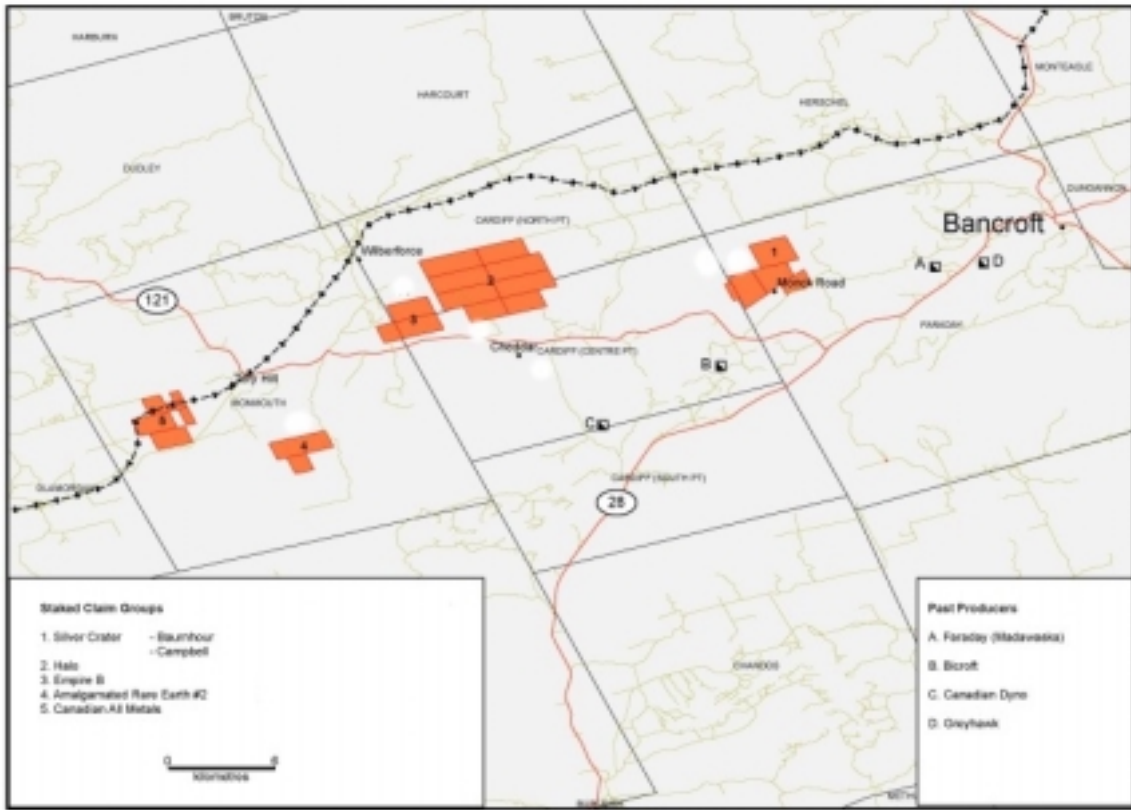 BRUTON
HARBURN
MONTEAGLE
HARCOURT
HERSCHEL
DUDLEY
DUNGANNON
CARDIFF (NORTH PT)
Bancroft
Wilberforce
1
A
D
2
Monck Road
121
3
FARADAY
Cheddar
CARDIFF (CENTRE PT)
B
MONMOUTH
5
C
4
CARDIFF (SOUTH PT)
28
CHANDOS
Staked Claim Groups
1. Silver Crater - Baumhour
- Campbell
2. Halo
3. Empire B
4. Amalgamated Rare Earth #2
5. Canadian All Metals
0
kilometres
Past Producers
A. Faraday (Madawaska)
B. Bicroft
C. Canadian Dyno
D. Greyhawk